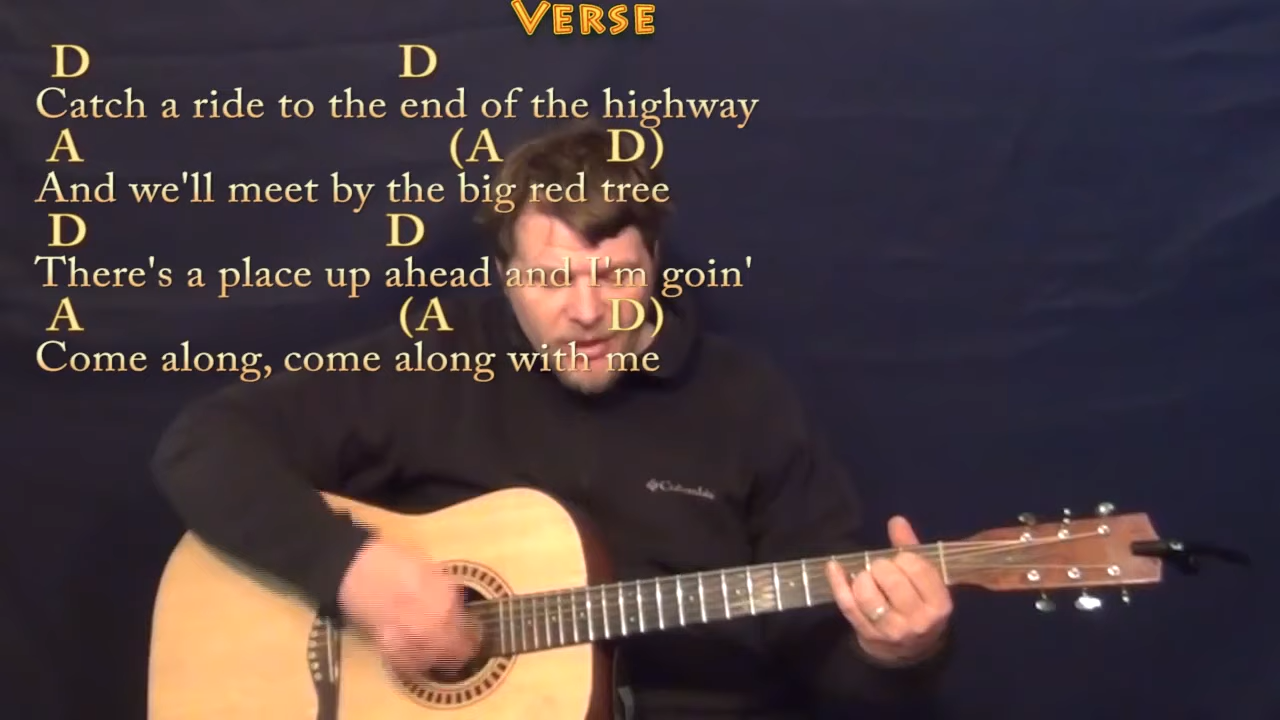 VERSE
D D
Catch a ride to the end of the highway
A (A D)
And we'll meet by the big red tree
D D
There's a place up ahead and I'm goin'
A (A D)
Come along, come along with me
Columbia